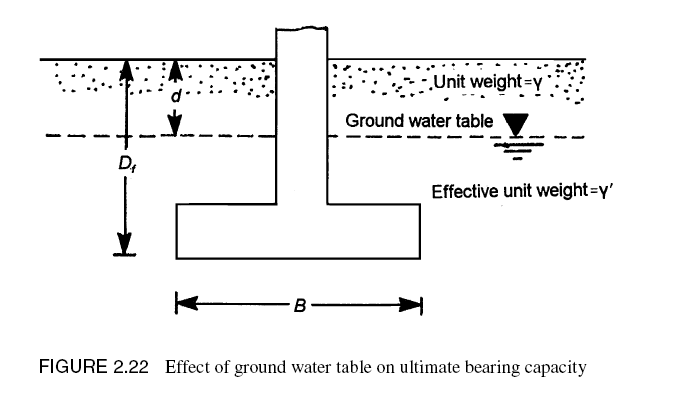 Unit weight=γ
d
Ground water table
D_f
Effective unit weight=γ'
B
FIGURE 2.22 Effect of ground water table on ultimate bearing capacity